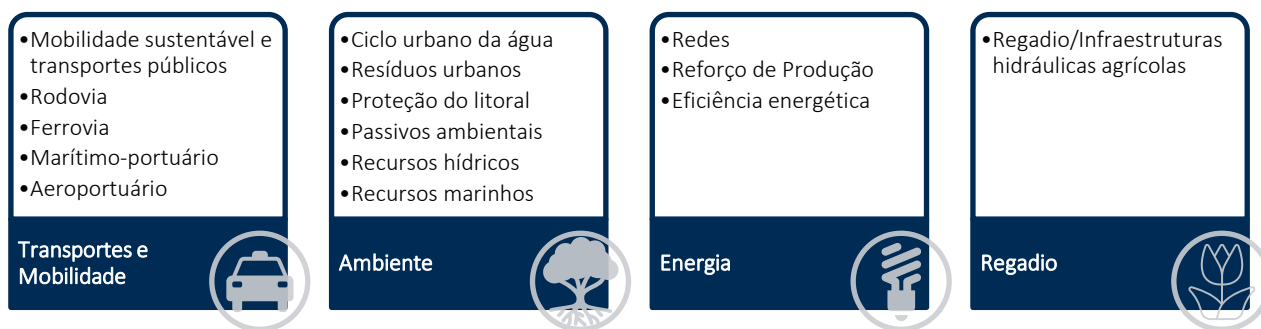 •Mobilidade sustentável e
transportes públicos
•Rodovia
•Ferrovia
•Marítimo-portuário
•Aeroportuário
Transportes e
Mobilidade
•Ciclo urbano da água
•Resíduos urbanos
•Proteção do litoral
•Passivos ambientais
•Recursos hídricos
•Recursos marinhos
Ambiente
•Redes
•Reforço de Produção
•Eficiência energética
Energia
•Regadio/Infraestruturas
hidráulicas agrícolas
Regadio